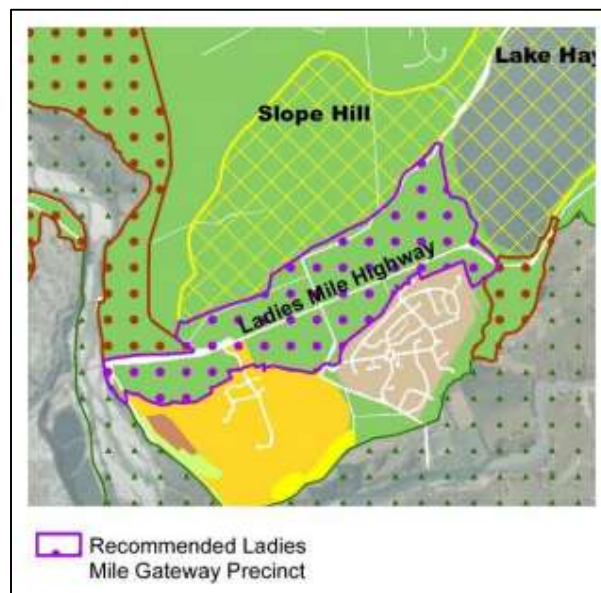 Lake Hay
Slope Hill
Ladies Mile Highway
Recommended Ladies
Mile Gateway Precinct